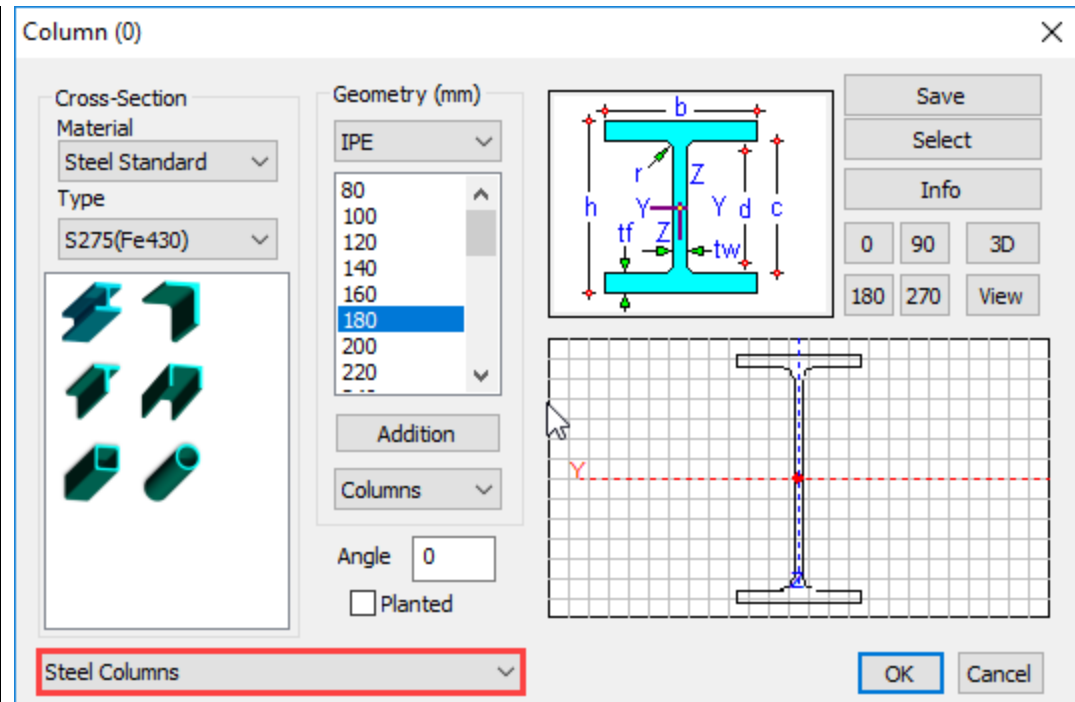 Column (0)
Cross-Section
Material
Steel Standard
Type
S275(Fe430)
Steel Columns
Geometry (mm)
IPE
80
100
120
140
160
180
200
220
Addition
Columns
Angle 0
Planted
b
r Z
h Y Y d c
tf Z tw
Save
Select
Info
0 90 3D
180 270 View
Y
Z
OK Cancel